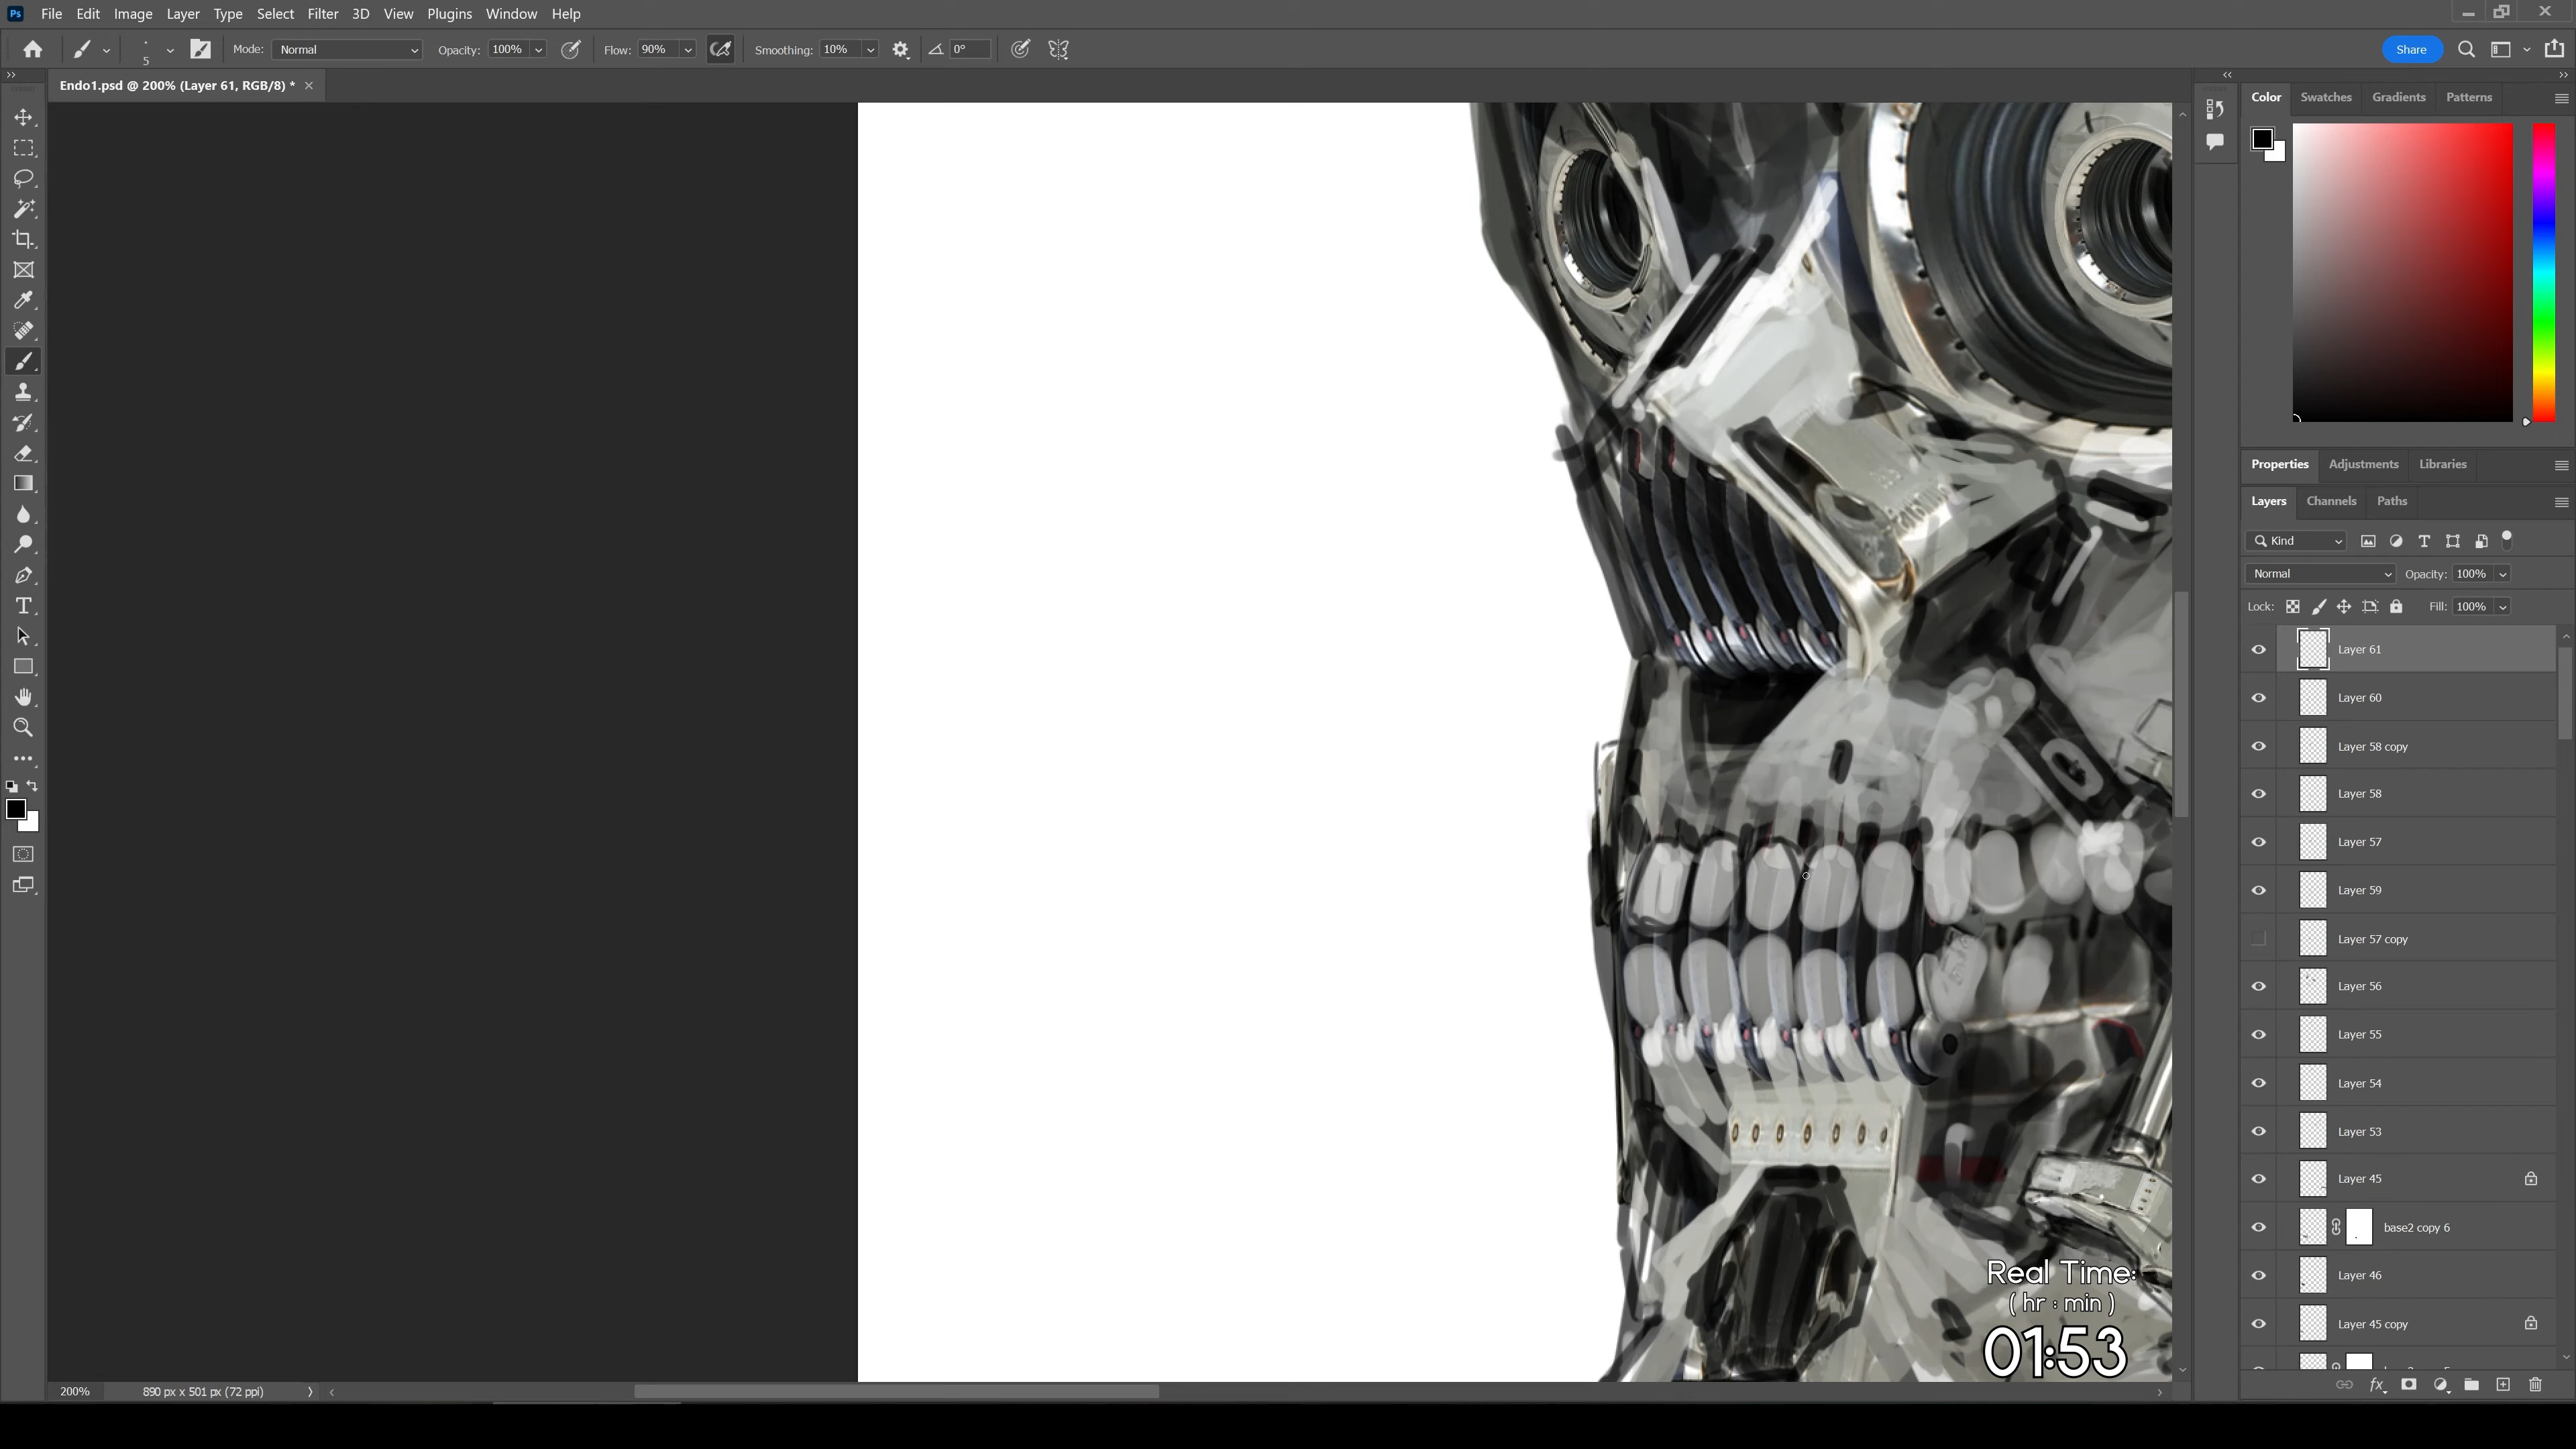 Ps File Edit Image Layer Type Select Filter 3D View Plugins Window Help
5 Mode: Normal Opacity: 100% Flow: 90% Smoothing: 10% 0° Share
Endo1.psd @ 200% (Layer 61, RGB/8) *
Color Swatches Gradients Patterns
Properties Adjustments Libraries
Layers Channels Paths
Kind
Normal Opacity: 100%
Lock: Fill: 100%
Layer 61
Layer 60
Layer 58 copy
Layer 58
Layer 57
Layer 59
Layer 57 copy
Layer 56
Layer 55
Layer 54
Layer 53
Layer 45
base2 copy 6
Layer 46
Layer 45 copy
Real Time:
( hr : min )
01:53
200% 890 px x 501 px (72 ppi)
fx